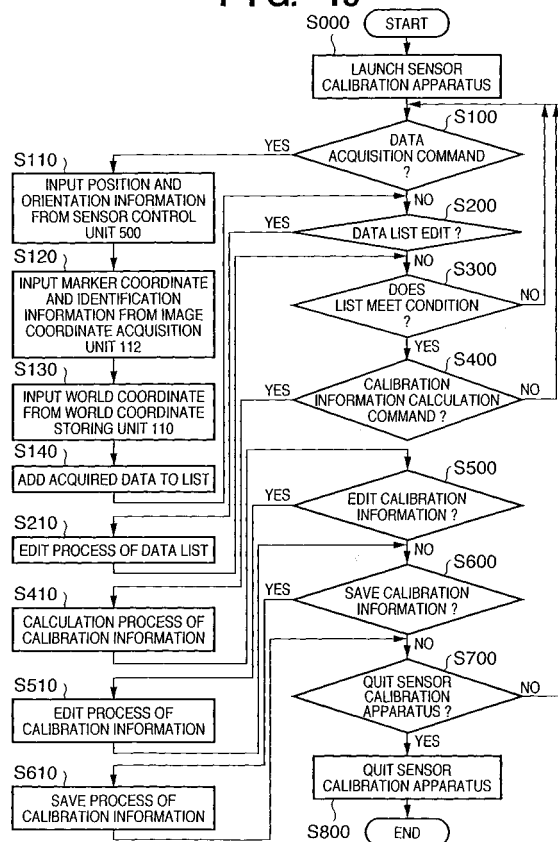 S000
START
LAUNCH SENSOR
CALIBRATION APPARATUS
S100
DATA
ACQUISITION COMMAND
?
YES
NO
S110
INPUT POSITION AND
ORIENTATION INFORMATION
FROM SENSOR CONTROL
UNIT 500
S120
INPUT MARKER COORDINATE
AND IDENTIFICATION
INFORMATION FROM IMAGE
COORDINATE ACQUISITION
UNIT 112
S130
INPUT WORLD COORDINATE
FROM WORLD COORDINATE
STORING UNIT 110
S140
ADD ACQUIRED DATA TO LIST
S200
DATA LIST EDIT ?
YES
NO
S210
EDIT PROCESS OF DATA LIST
S300
DOES
LIST MEET CONDITION
?
NO
YES
S400
CALIBRATION
INFORMATION CALCULATION
COMMAND ?
YES
NO
S410
CALCULATION PROCESS OF
CALIBRATION INFORMATION
S500
EDIT CALIBRATION
INFORMATION ?
YES
NO
S510
EDIT PROCESS OF
CALIBRATION INFORMATION
S600
SAVE CALIBRATION
INFORMATION ?
YES
NO
S610
SAVE PROCESS OF
CALIBRATION INFORMATION
S700
QUIT SENSOR
CALIBRATION
APPARATUS ?
NO
YES
QUIT SENSOR
CALIBRATION APPARATUS
S800
END